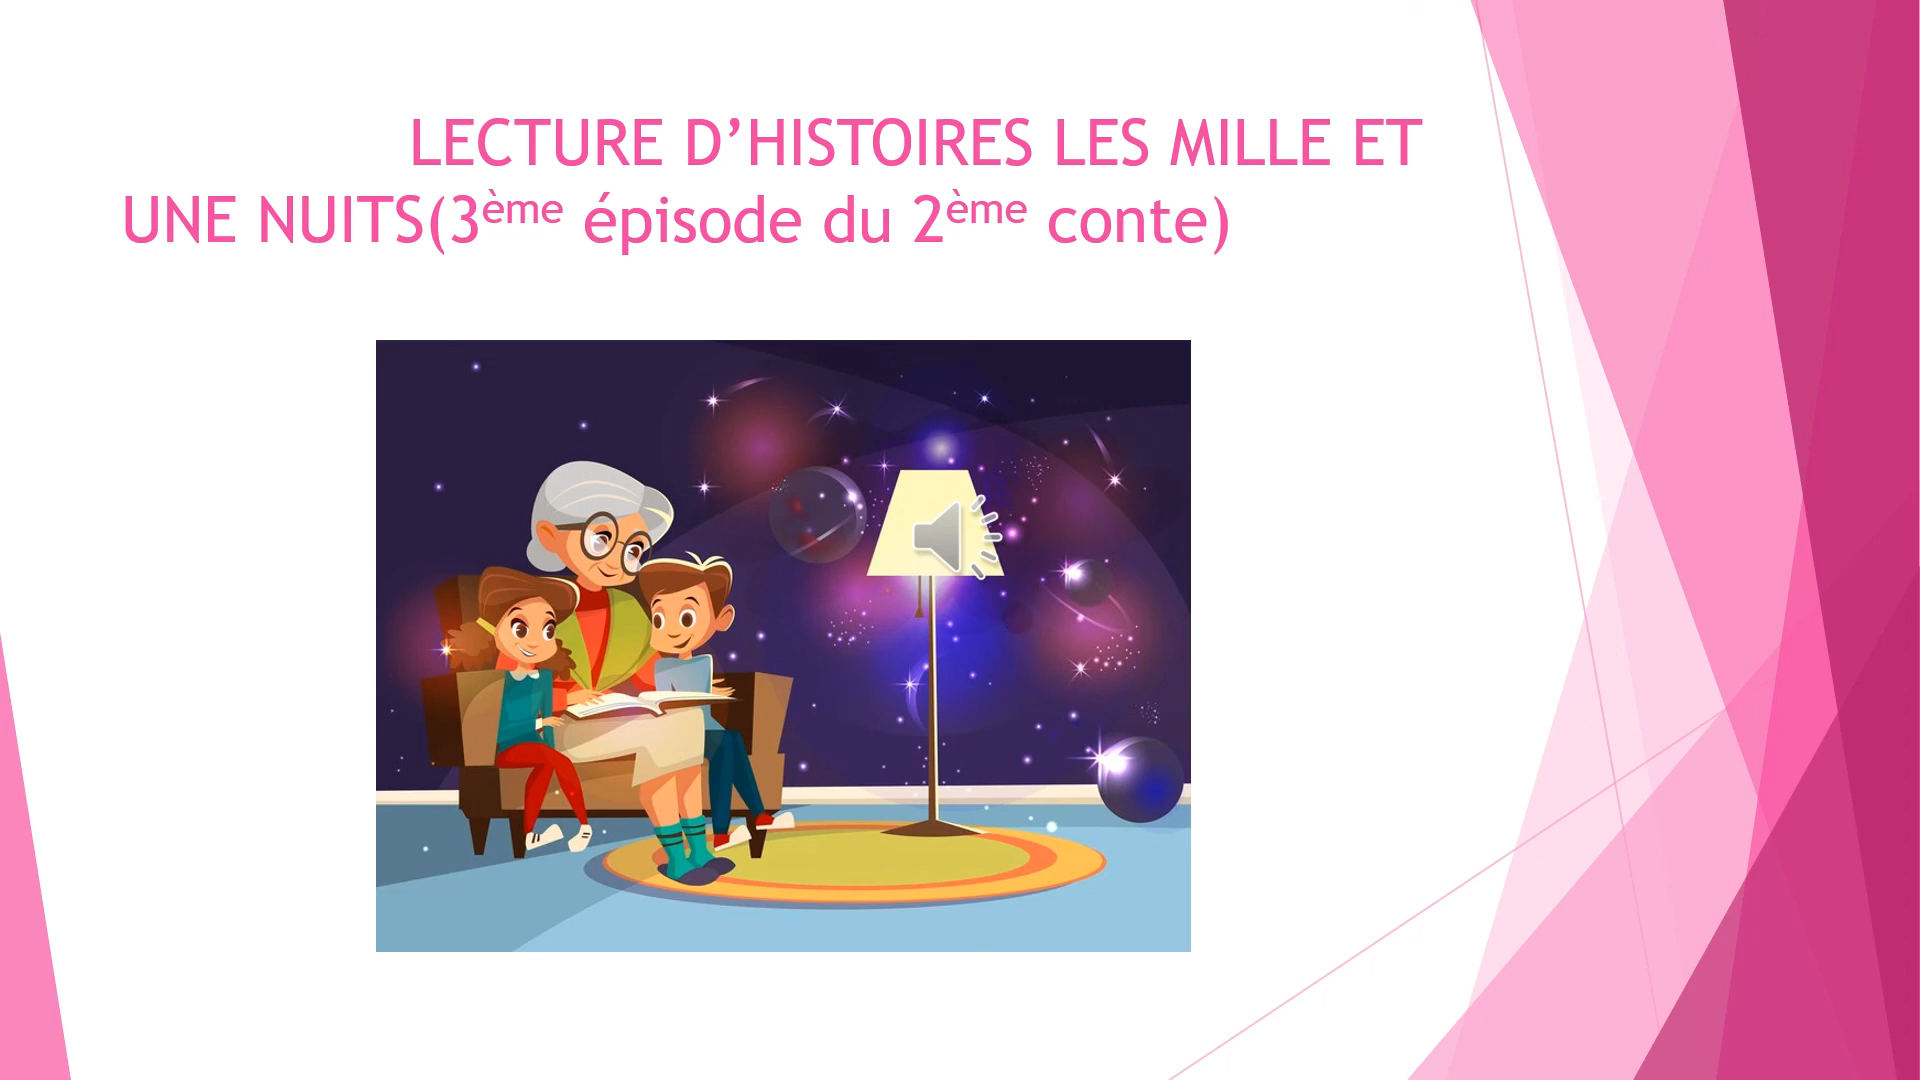 LECTURE D’HISTOIRES LES MILLE ET
UNE NUITS(3ème épisode du 2ème conte)